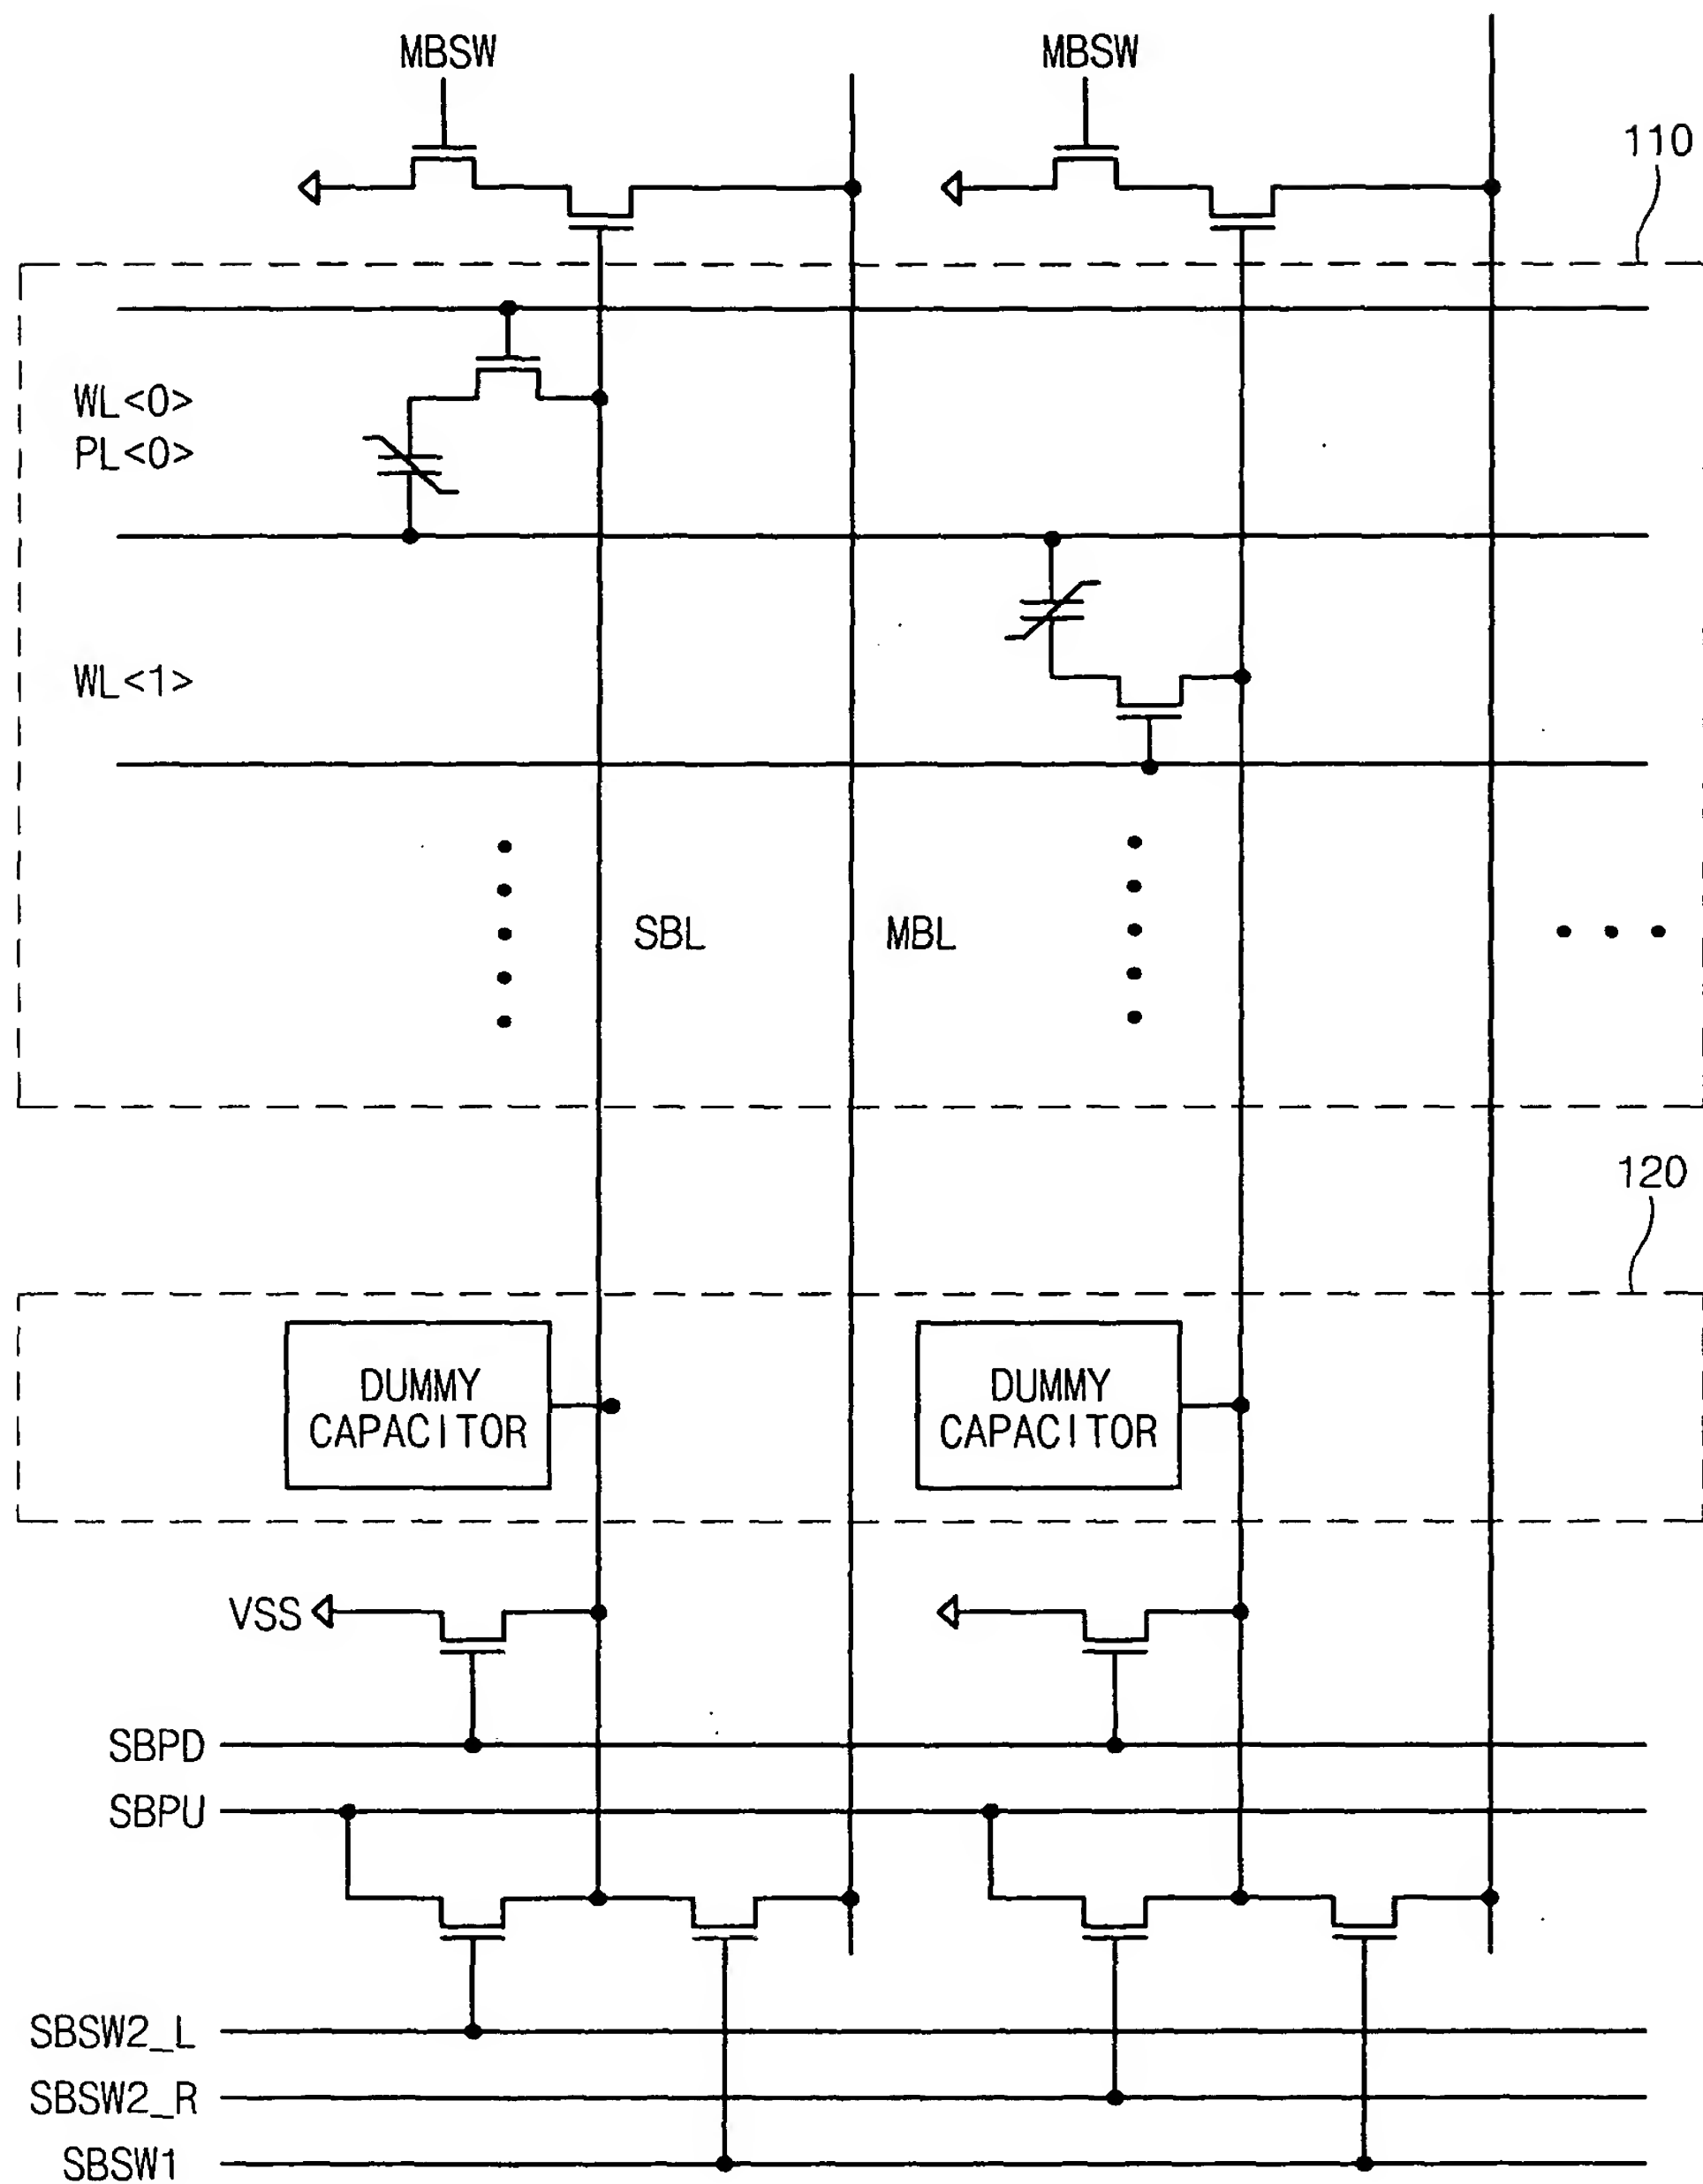 MBSW
MBSW
110
WL<0>
PL<0>
WL<1>
SBL
MBL
120
DUMMY
CAPACITOR
DUMMY
CAPACITOR
VSS
SBPD
SBPU
SBSW2_L
SBSW2_R
SBSW1